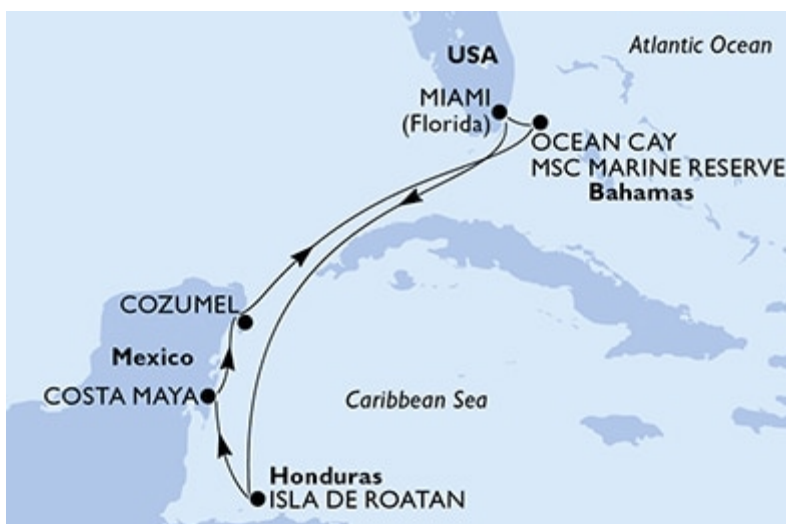 Atlantic Ocean
USA
MIAMI
(Florida)
OCEAN CAY
MSC MARINE RESERVE
Bahamas
COZUMEL
Mexico
COSTA MAYA
Caribbean Sea
Honduras
ISLA DE ROATAN